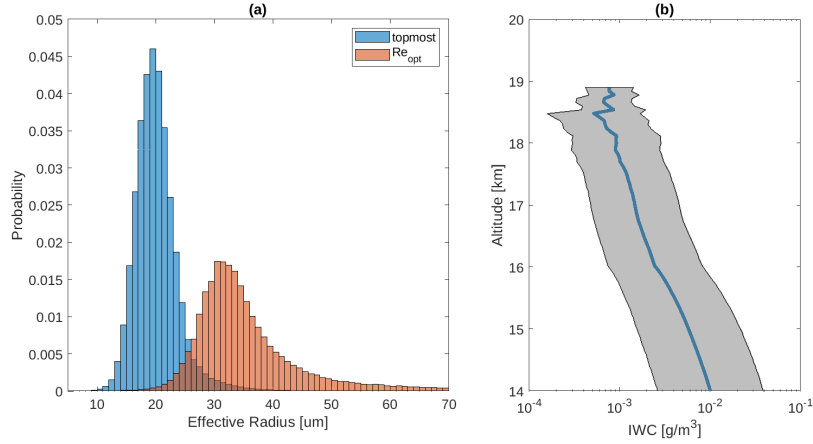 (a)
0.05
0.045
0.04
0.035
0.03
0.025
0.02
0.015
0.01
0.005
0
Probability
topmost
Re_opt
10 20 30 40 50 60 70
Effective Radius [um]
(b)
20
19
18
17
16
15
14
Altitude [km]
10^-4 10^-3 10^-2 10^-1
IWC [g/m^3]